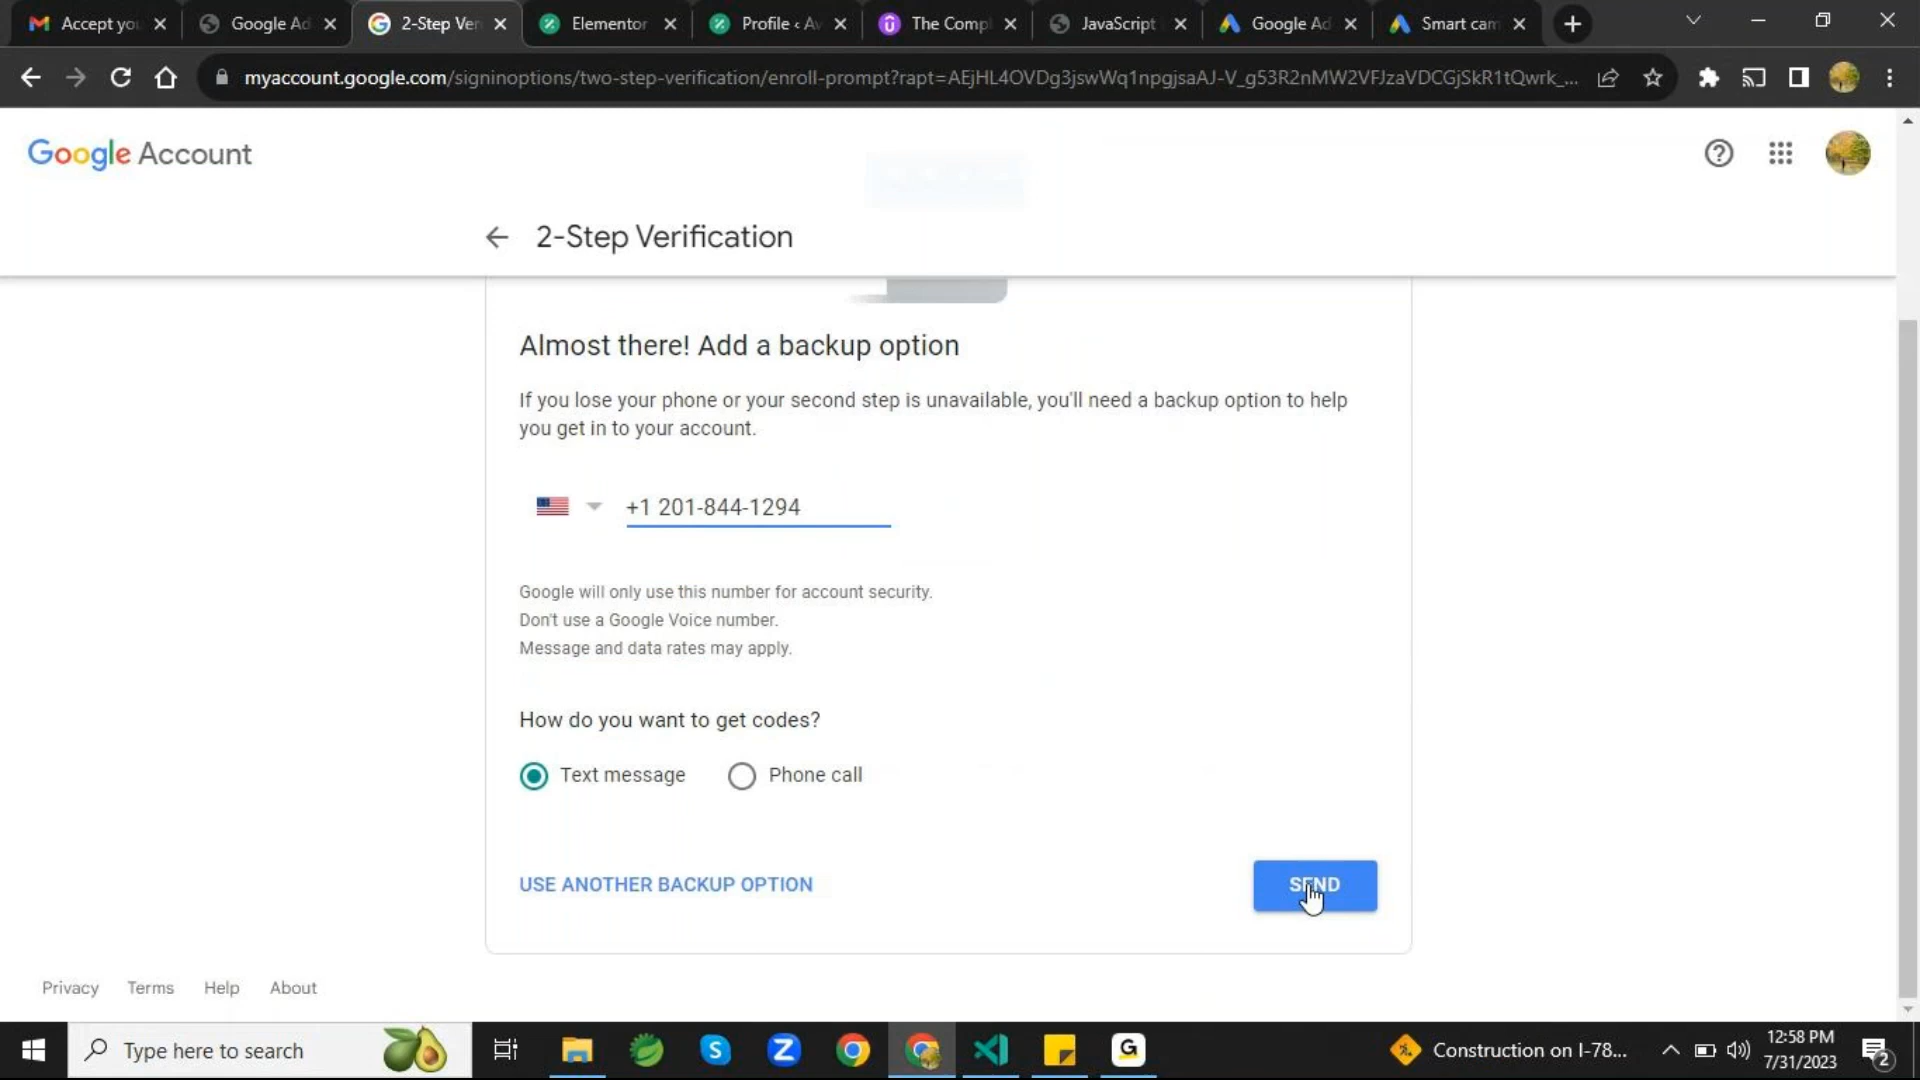 Accept yo
Google Ad
2-Step Ver
Elementor
Profile ‹ A
The Comp
JavaScript
Google Ad
Smart cam
myaccount.google.com/signinoptions/two-step-verification/enroll-prompt?rapt=AEjHL4OVDg3jswWq1npgjsaAJ-V_g53R2nMW2VFJzaVDCGjSkR1tQwrk_...
Google Account
2-Step Verification
Almost there! Add a backup option
If you lose your phone or your second step is unavailable, you'll need a backup option to help
you get in to your account.
+1 201-844-1294
Google will only use this number for account security.
Don't use a Google Voice number.
Message and data rates may apply.
How do you want to get codes?
Text message
Phone call
USE ANOTHER BACKUP OPTION
SEND
Privacy
Terms
Help
About
Type here to search
Construction on I-78...
12:58 PM
7/31/2023
2